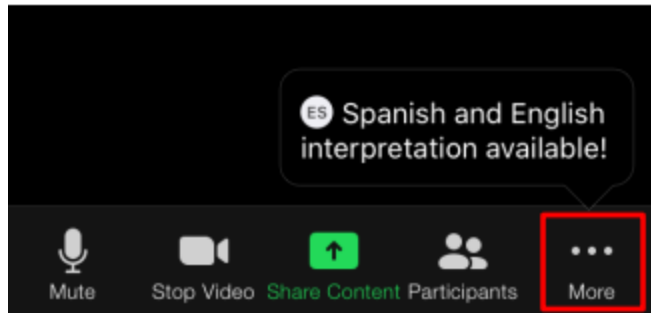 ES Spanish and English
interpretation available!
Mute Stop Video Share Content Participants More